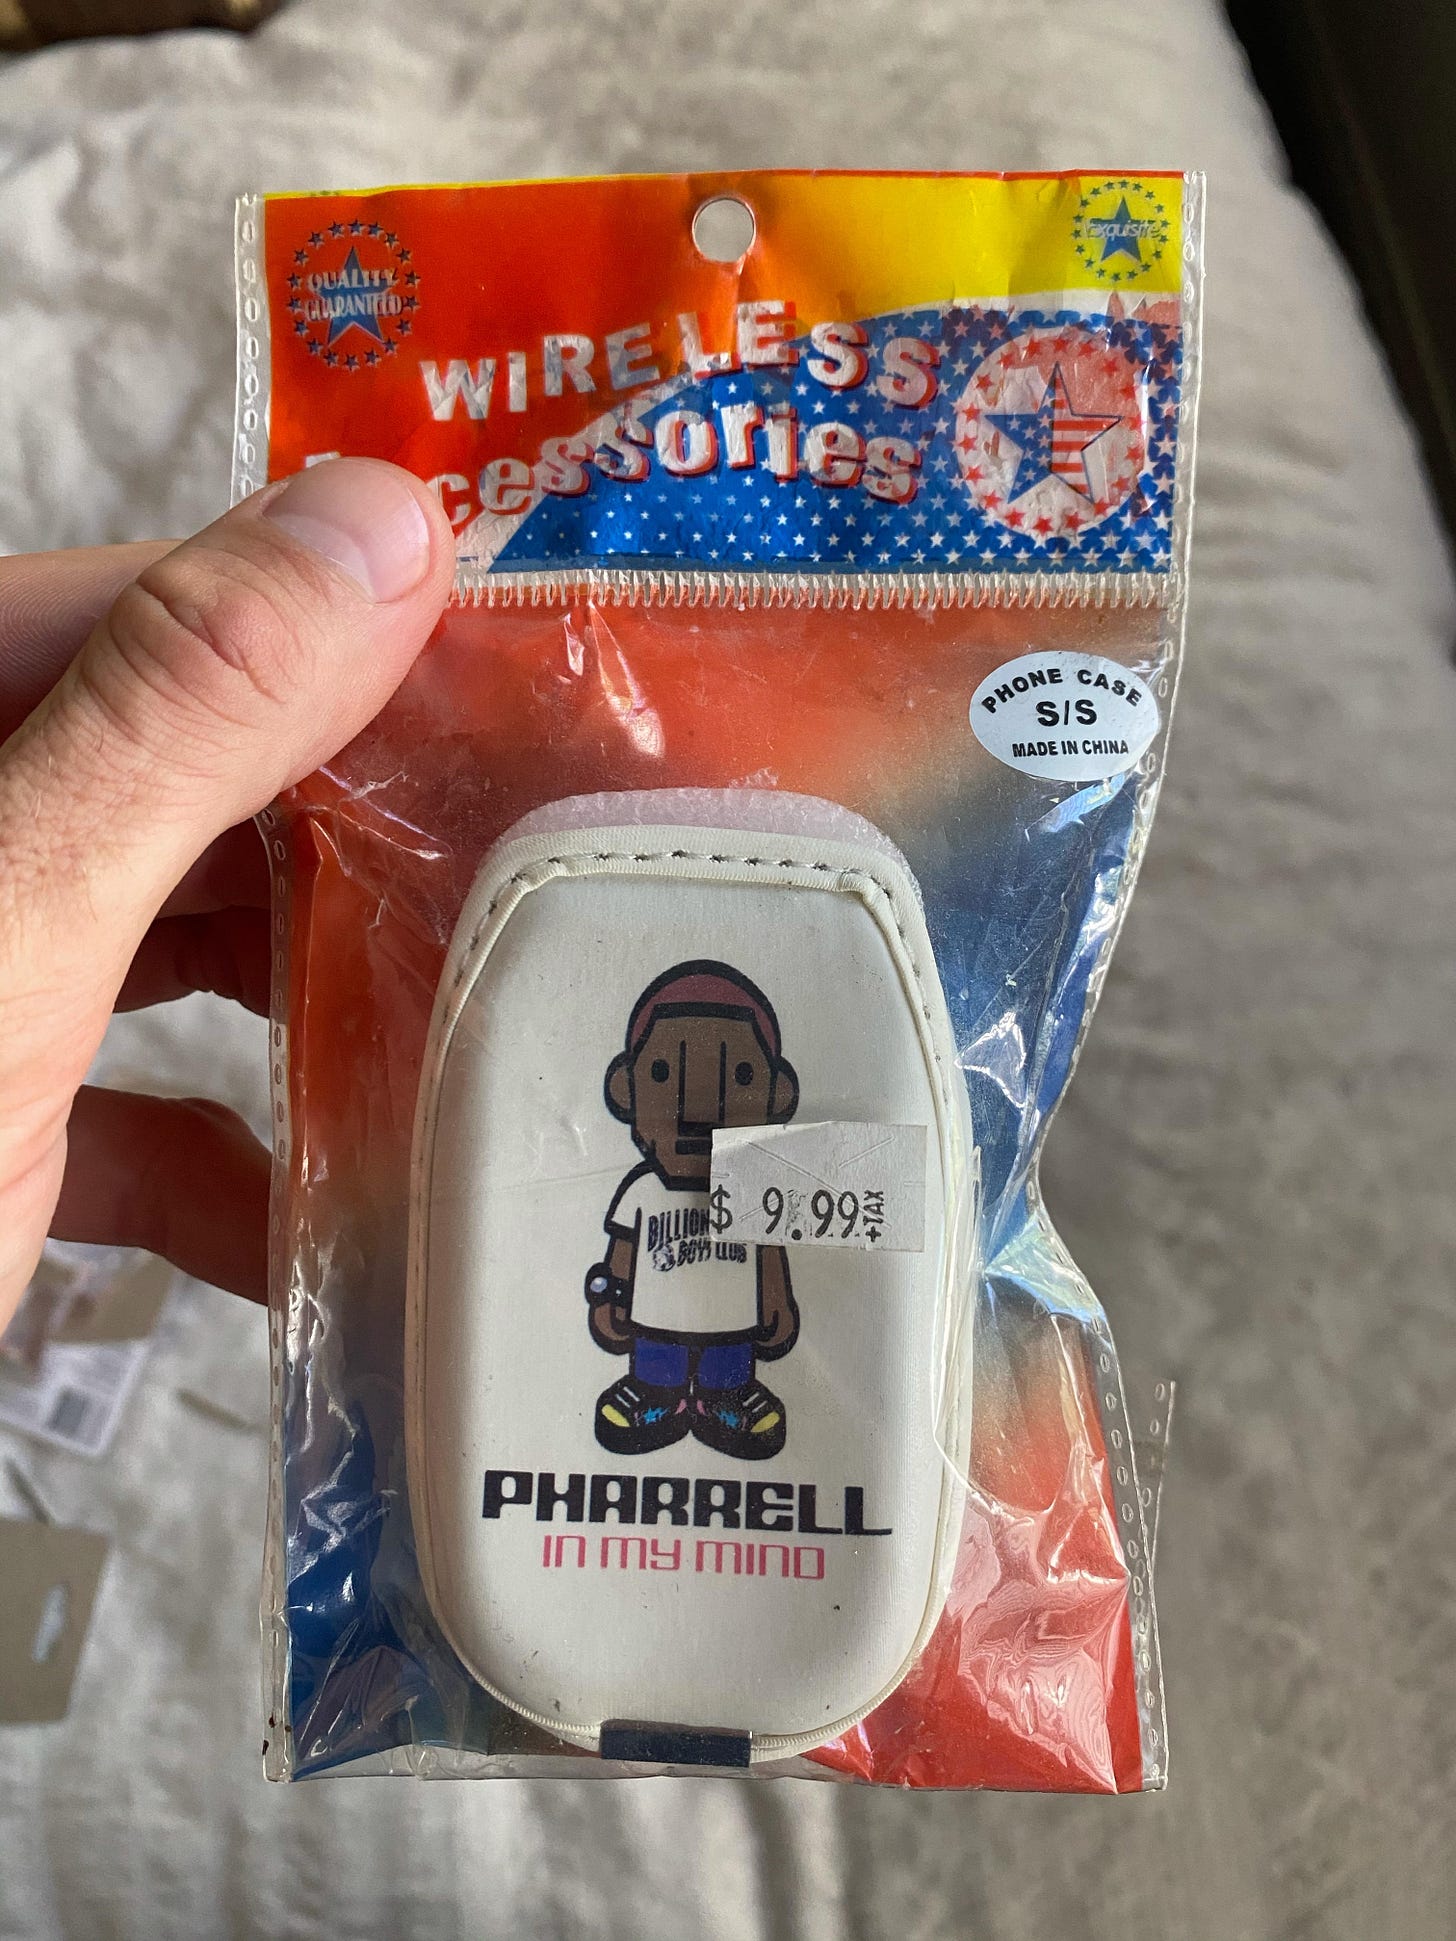 QUALITY
GUARANTEED
Exquisite
WIRELESS
ccessories
PHONE CASE
S/S
MADE IN CHINA
$ 9.99 +TAX
BILLION
BOYS CLUB
PHARRELL
IN MY MIND